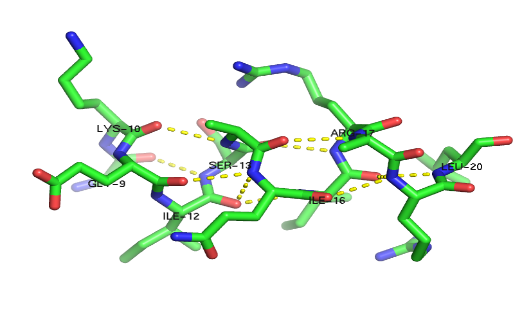 LYS-10
ARG-17
SER-13
LEU-20
GLY-9
ILE-12
ILE-16